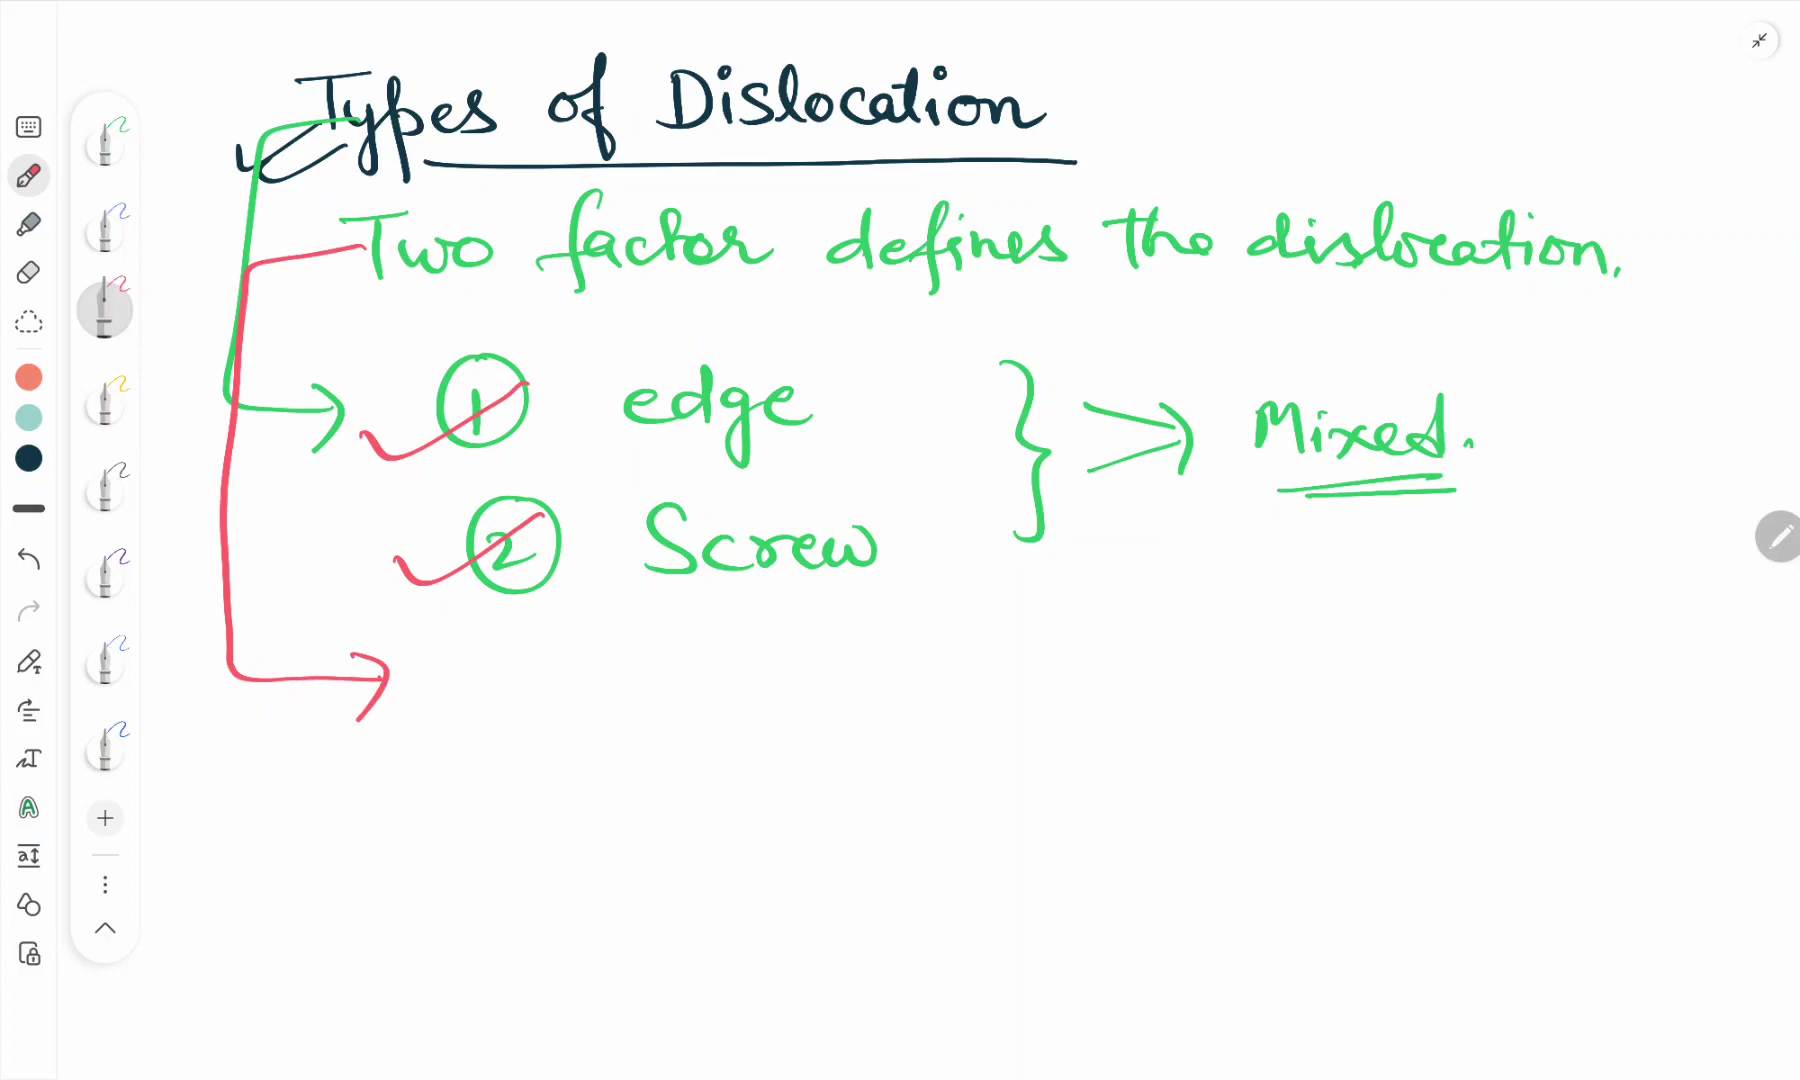 Types of Dislocation
Two factor defines the dislocation.
1 edge
2 Screw
Mixed.